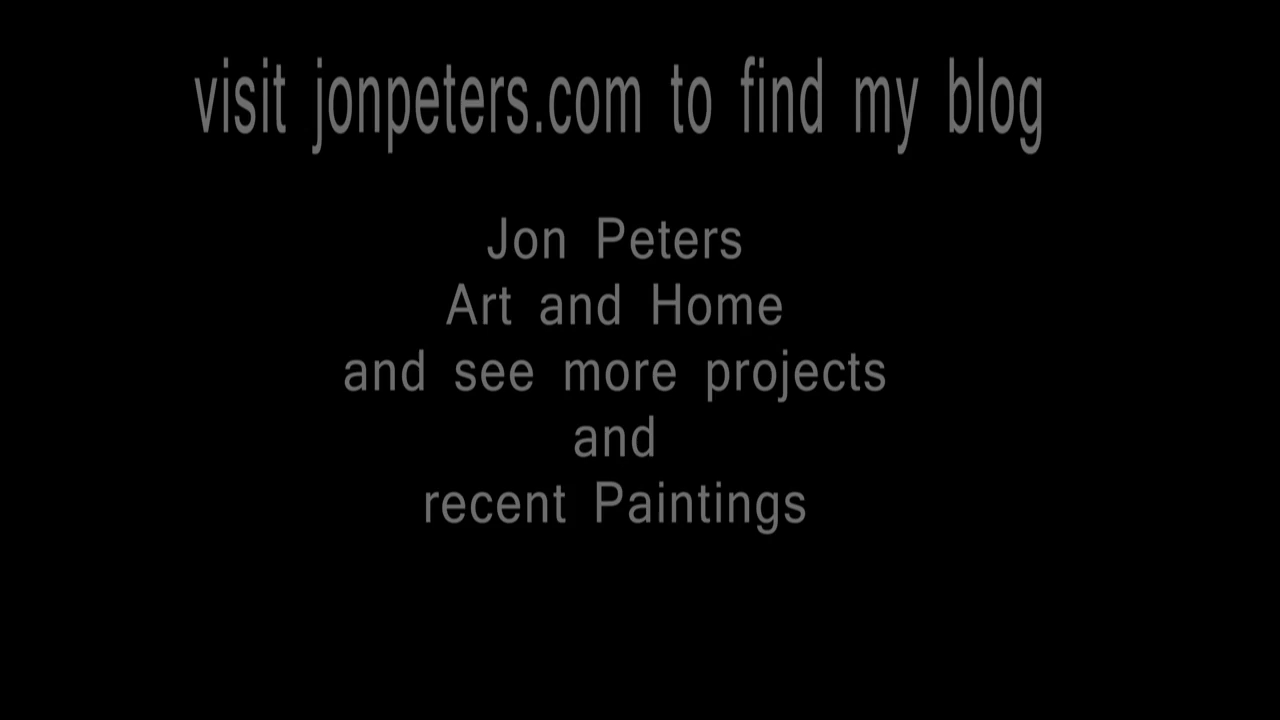 visit jonpeters.com to find my blog
Jon Peters
Art and Home
and see more projects
and
recent Paintings